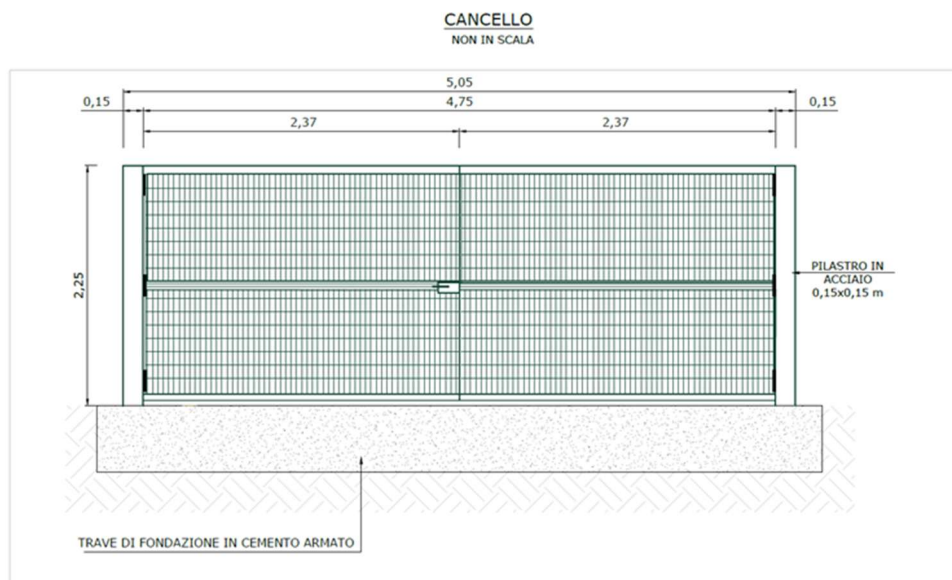 CANCELLO
NON IN SCALA
5,05
0,15
4,75
0,15
2,37
2,37
2,25
PILASTRO IN
ACCIAIO
0,15x0,15 m
TRAVE DI FONDAZIONE IN CEMENTO ARMATO